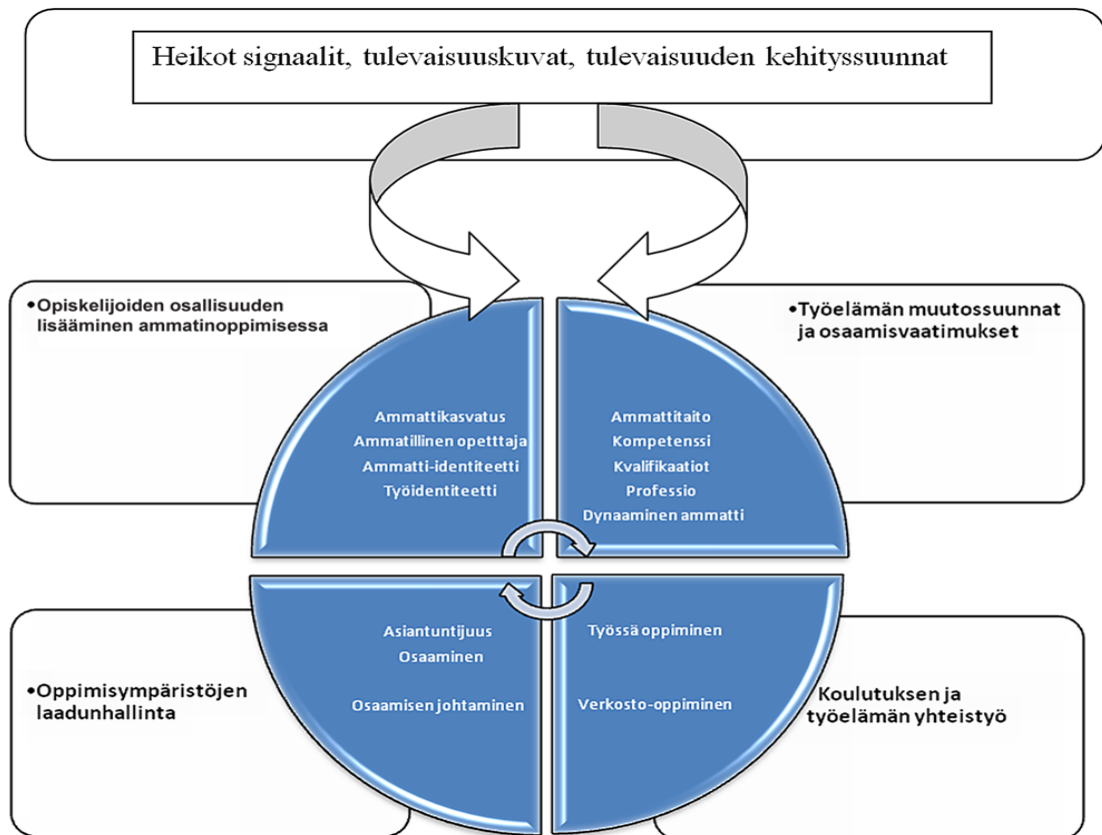 Heikot signaalit, tulevaisuuskuvat, tulevaisuuden kehityssuunnat
•Opiskelijoiden osallisuuden
lisääminen ammatinoppimisessa
•Työelämän muutossuunnat
ja osaamisvaatimukset
Ammattikasvatus
Ammatillinen opetttaja
Ammatti-identiteetti
Työidentiteetti
Ammattitaito
Kompetenssi
Kvalifikaatiot
Professio
Dynaaminen ammatti
Asiantuntijuus
Osaaminen
Osaamisen johtaminen
Työssä oppiminen
Verkosto-oppiminen
•Oppimisympäristöjen
laadunhallinta
Koulutuksen ja
työelämän yhteistyö